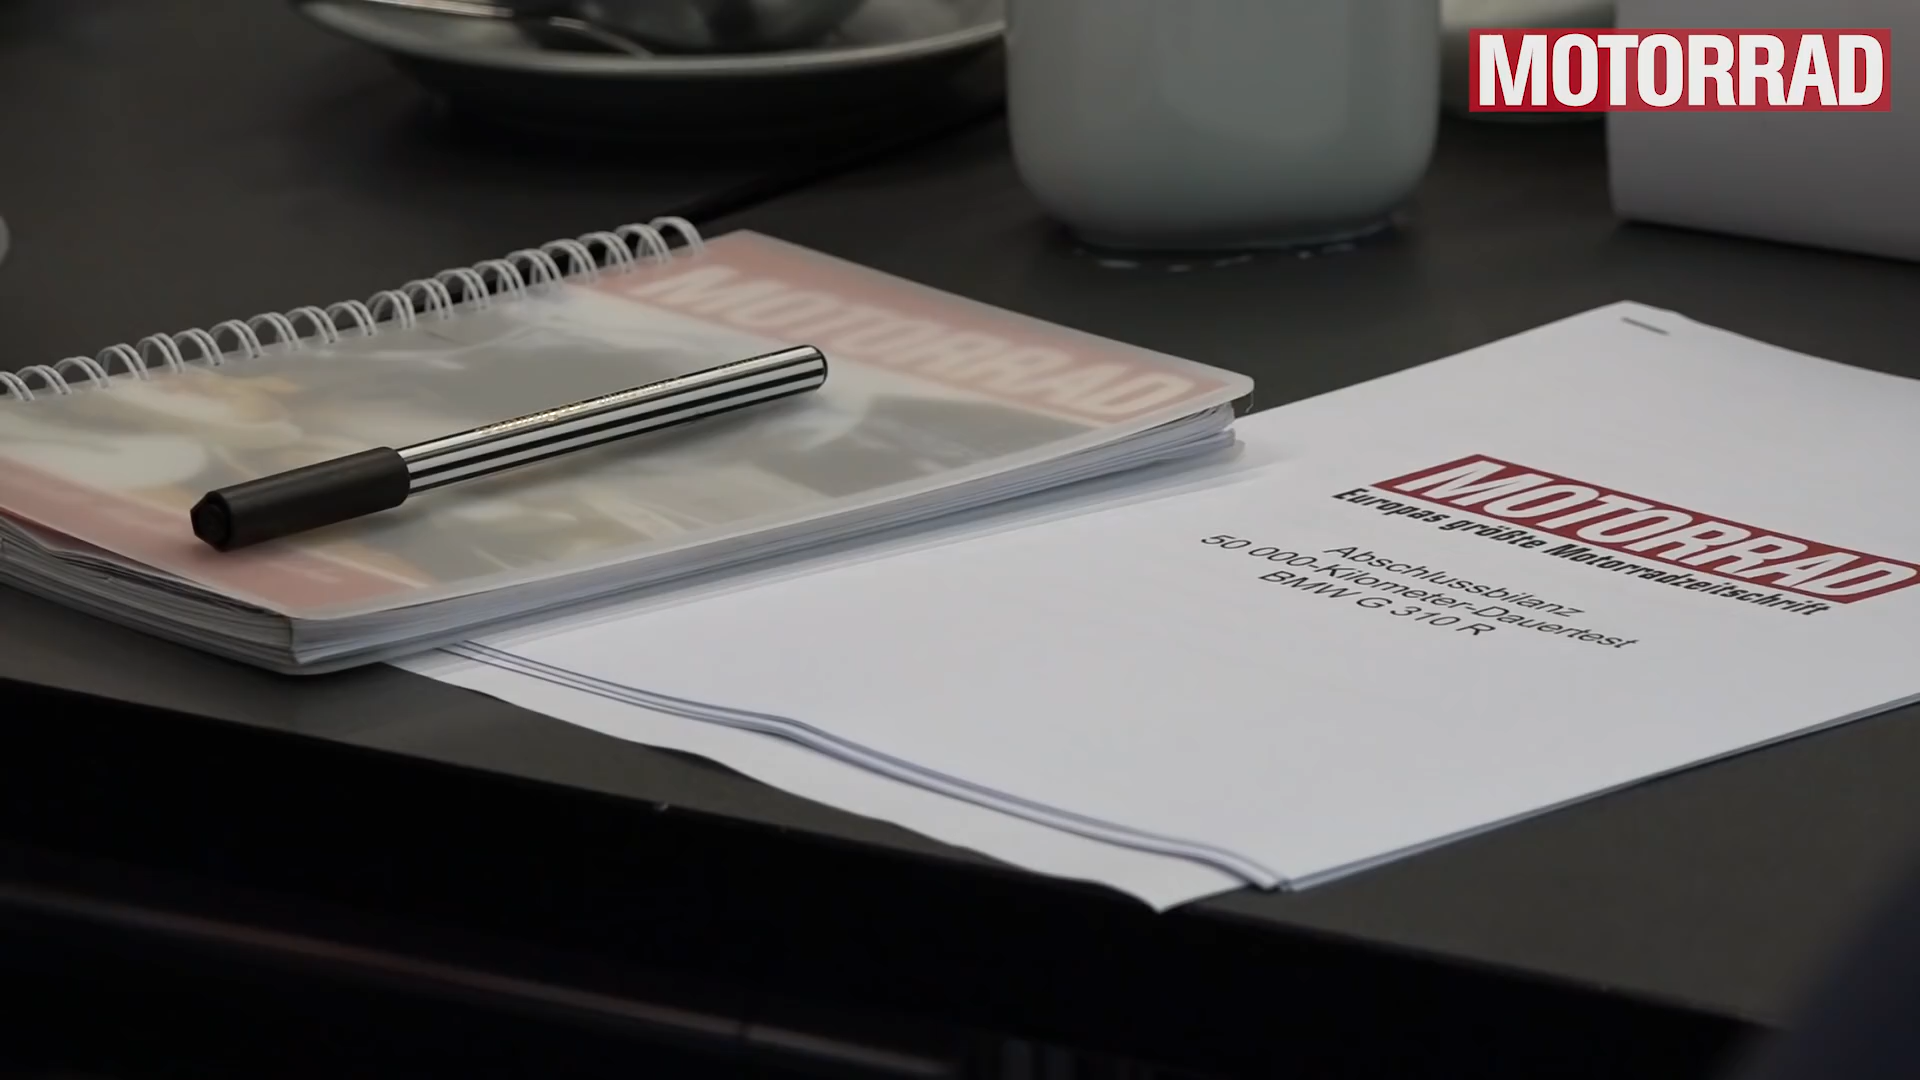 MOTORRAD
MOTORRAD
MOTORRAD
Europas größte Motorradzeitschrift
Abschlussbilanz
50 000-Kilometer-Dauertest
BMW G 310 R